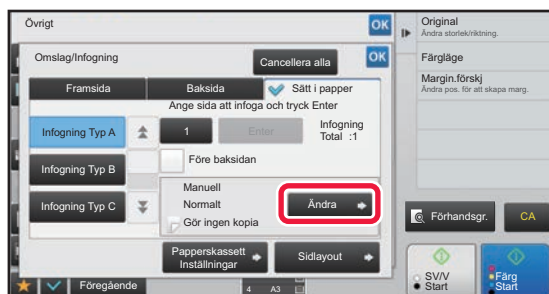 Övrigt
OK
Omslag/Infogning
Cancellera alla
OK
Framsida
Baksida
Sätt i papper
Ange sida att infoga och tryck Enter
Infogning Typ A
1
Enter
Infogning
Total :1
Infogning Typ B
Före baksidan
Infogning Typ C
Manuell
Normalt
Gör ingen kopia
Ändra
Papperskassett
Inställningar
Sidlayout
Föregående
4
A3
Original
Ändra storlek/riktning.
Färgläge
Margin.förskj
Ändra pos. för att skapa marg.
Förhandsgr.
CA
SV/V
Start
Färg
Start